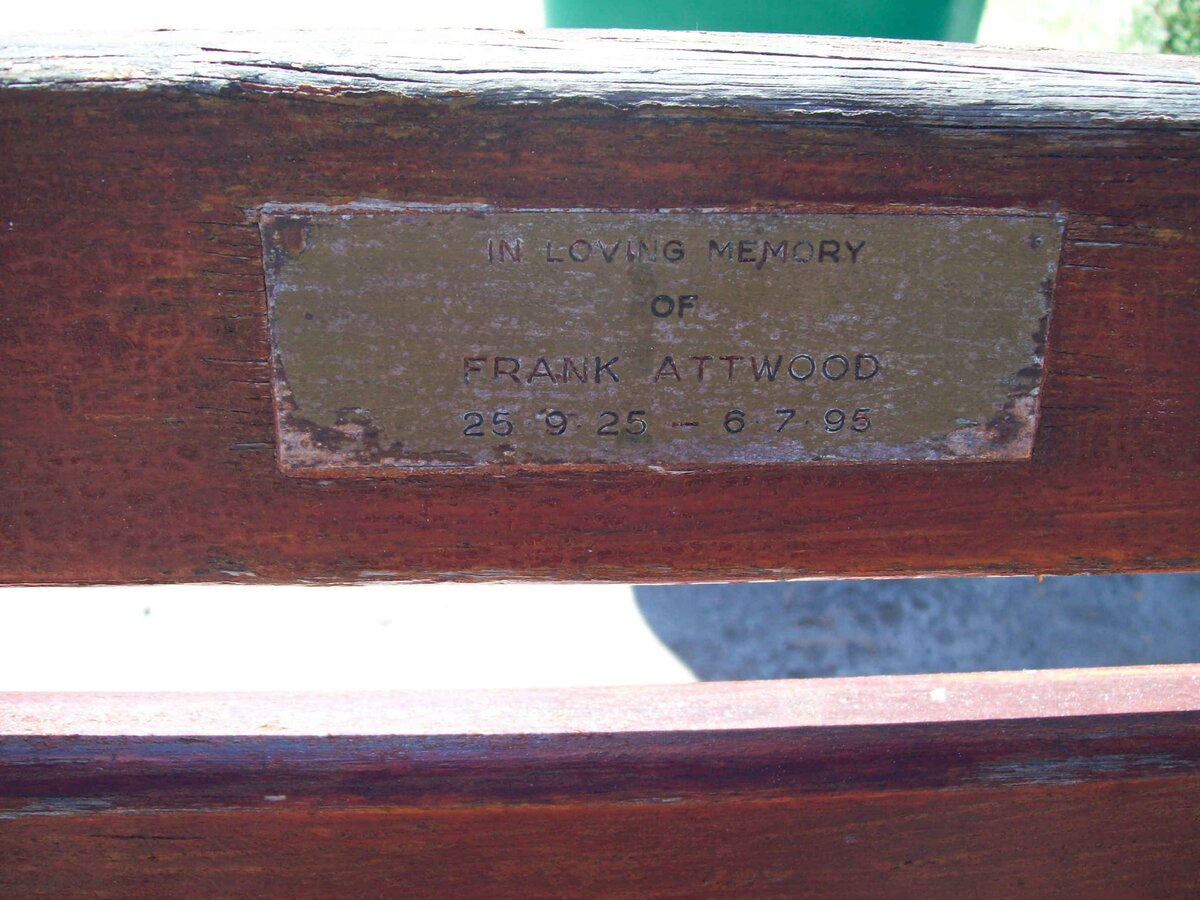 IN LOVING MEMORY
OF
FRANK ATTWOOD
25 · 9 · 25 – 6 · 7 · 95